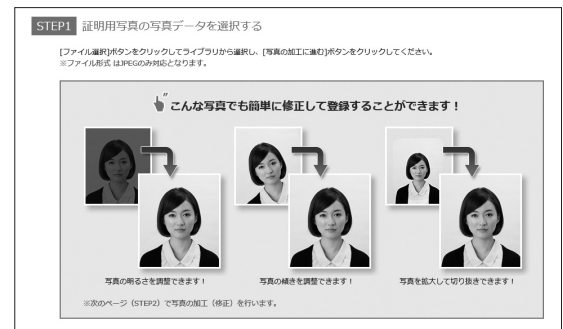 STEP1 証明用写真の写真データを選択する
[ファイル選択]ボタンをクリックしてライブラリから選択し、[写真の加工に進む]ボタンをクリックしてください。
※ファイル形式 はJPEGのみ対応となります。
こんな写真でも簡単に修正して登録することができます！
写真の明るさを調整できます！
写真の傾きを調整できます！
写真を拡大して切り抜きできます！
※次のページ（STEP2）で写真の加工（修正）を行います。